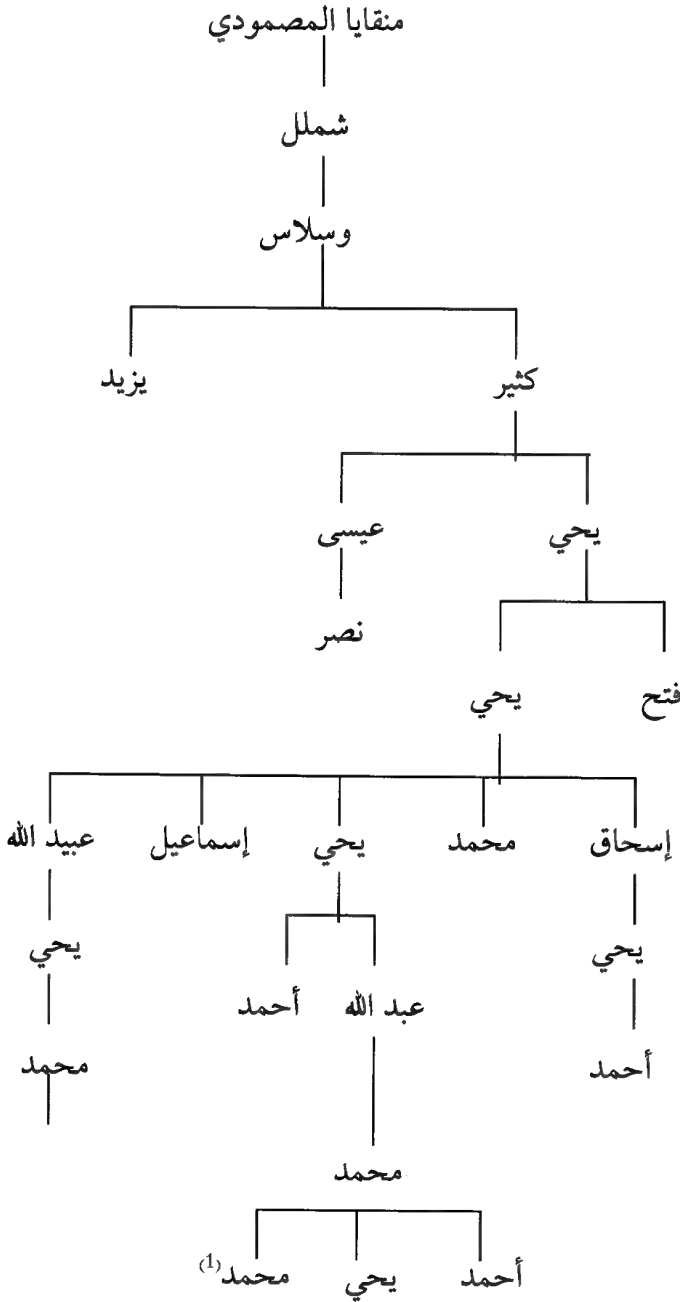 منقايا المصمودي
شملل
وسلاس
كثير يزيد
يحي عيسى
نصر
فتح يحي
إسحاق محمد يحي إسماعيل عبيد الله
يحي يحي
عبد الله أحمد
أحمد محمد
محمد
أحمد يحي محمد(1)